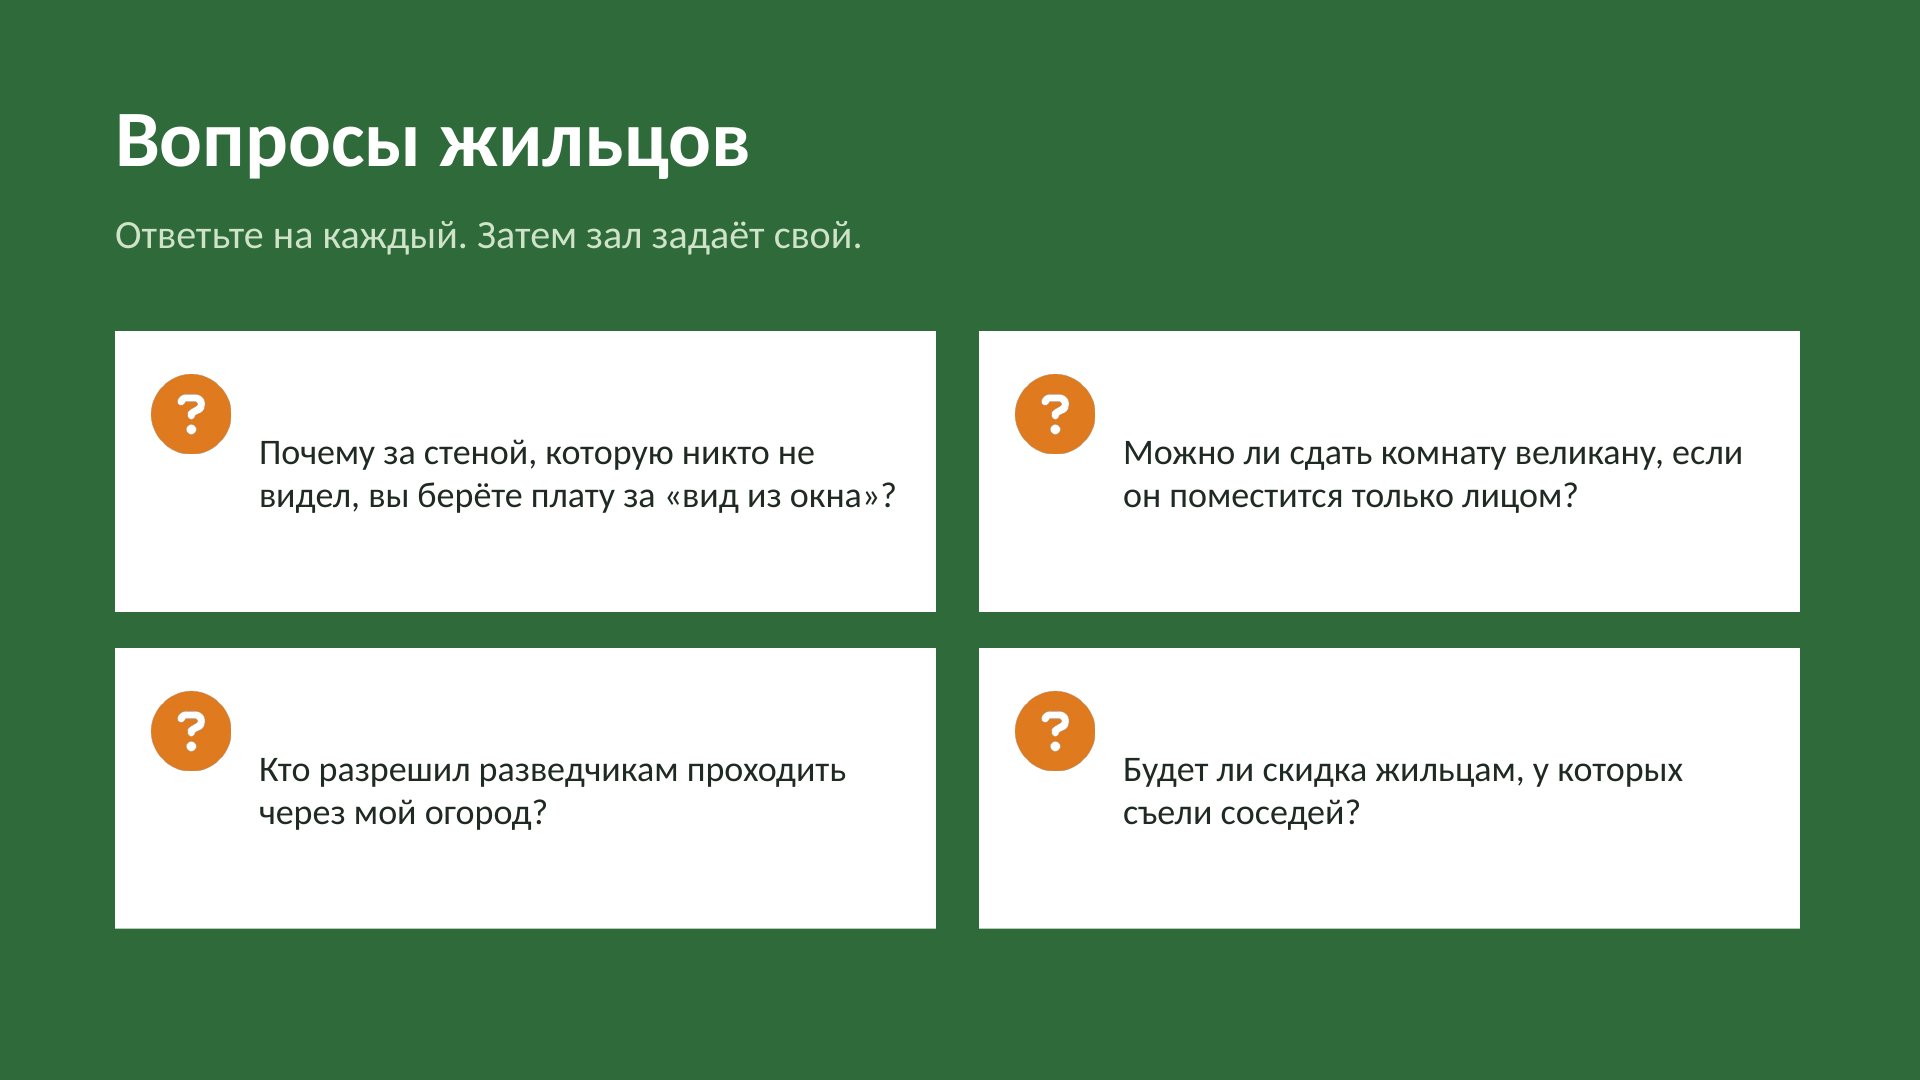 Вопросы жильцов
Ответьте на каждый. Затем зал задаёт свой.
?
Почему за стеной, которую никто не
видел, вы берёте плату за «вид из окна»?
?
Можно ли сдать комнату великану, если
он поместится только лицом?
?
Кто разрешил разведчикам проходить
через мой огород?
?
Будет ли скидка жильцам, у которых
съели соседей?